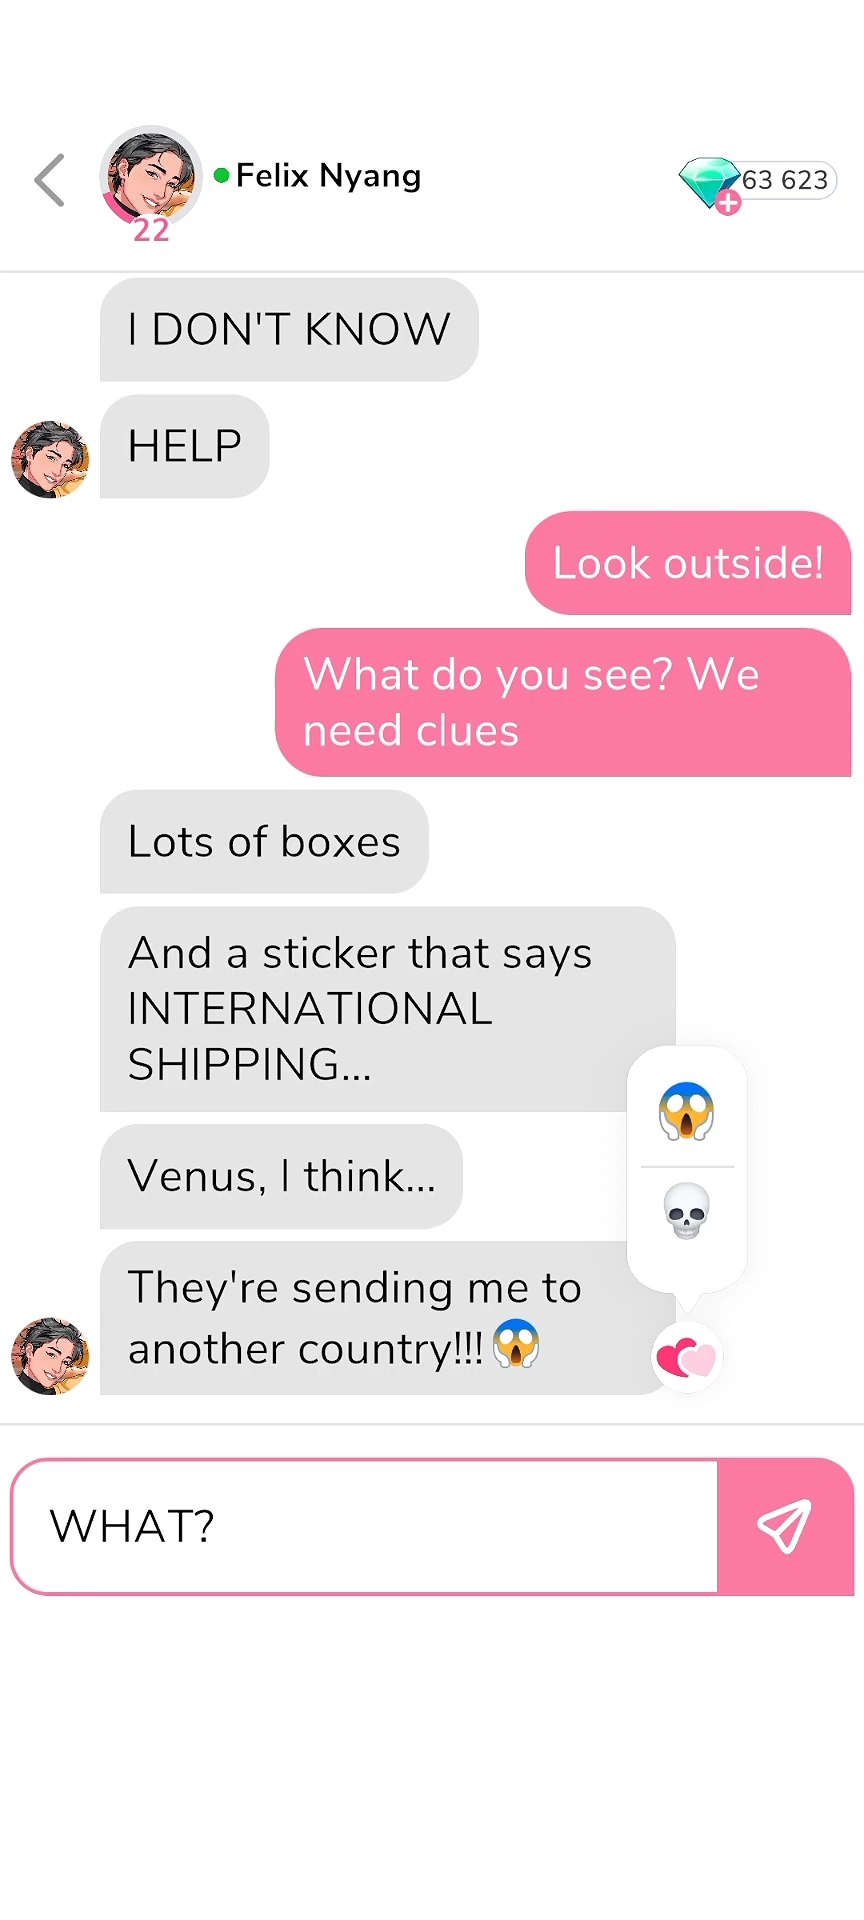 Felix Nyang
63 623
22
I DON'T KNOW
HELP
Look outside!
What do you see? We
need clues
Lots of boxes
And a sticker that says
INTERNATIONAL
SHIPPING...
Venus, I think...
They're sending me to
another country!!!😱
WHAT?